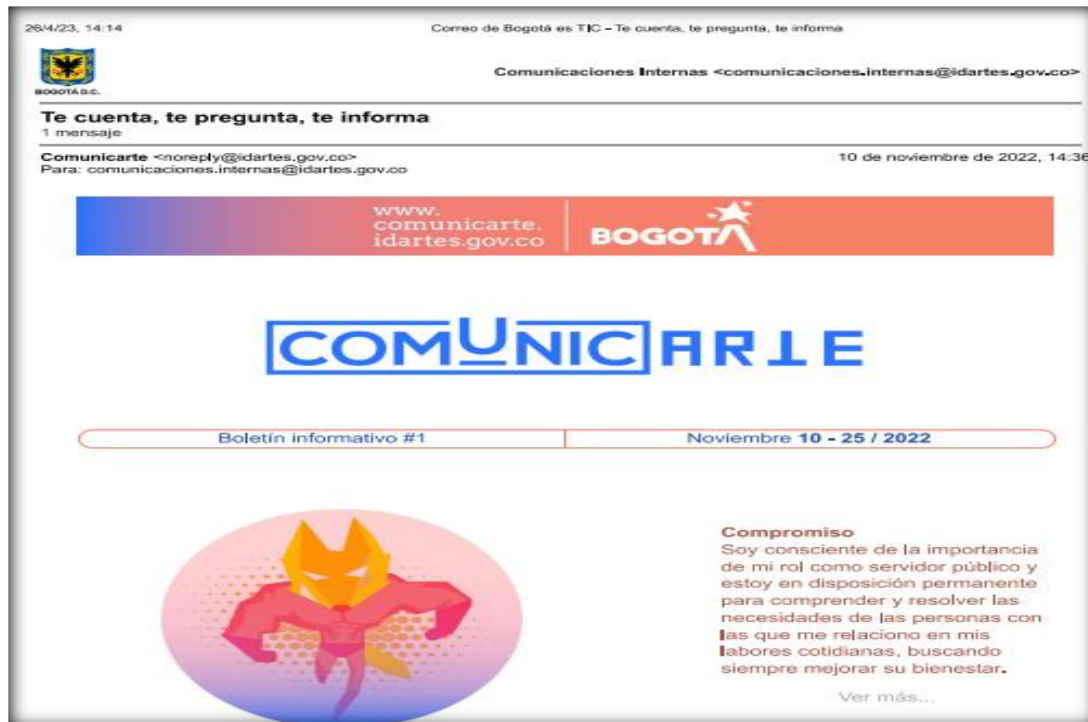 26/4/23, 14:14
Correo de Bogotá es TIC - Te cuenta, te pregunta, te informa
BOGOTÁ D.C.
Comunicaciones Internas <comunicaciones.internas@idartes.gov.co>
Te cuenta, te pregunta, te informa
1 mensaje
Comunicarte <noreply@idartes.gov.co>
10 de noviembre de 2022, 14:36
Para: comunicaciones.internas@idartes.gov.co
www.
comunicarte.
idartes.gov.co
BOGOTÁ
COMUNICARTE
Boletín informativo #1
Noviembre 10 - 25 / 2022
Compromiso
Soy consciente de la importancia
de mi rol como servidor público y
estoy en disposición permanente
para comprender y resolver las
necesidades de las personas con
las que me relaciono en mis
labores cotidianas, buscando
siempre mejorar su bienestar.
Ver más...